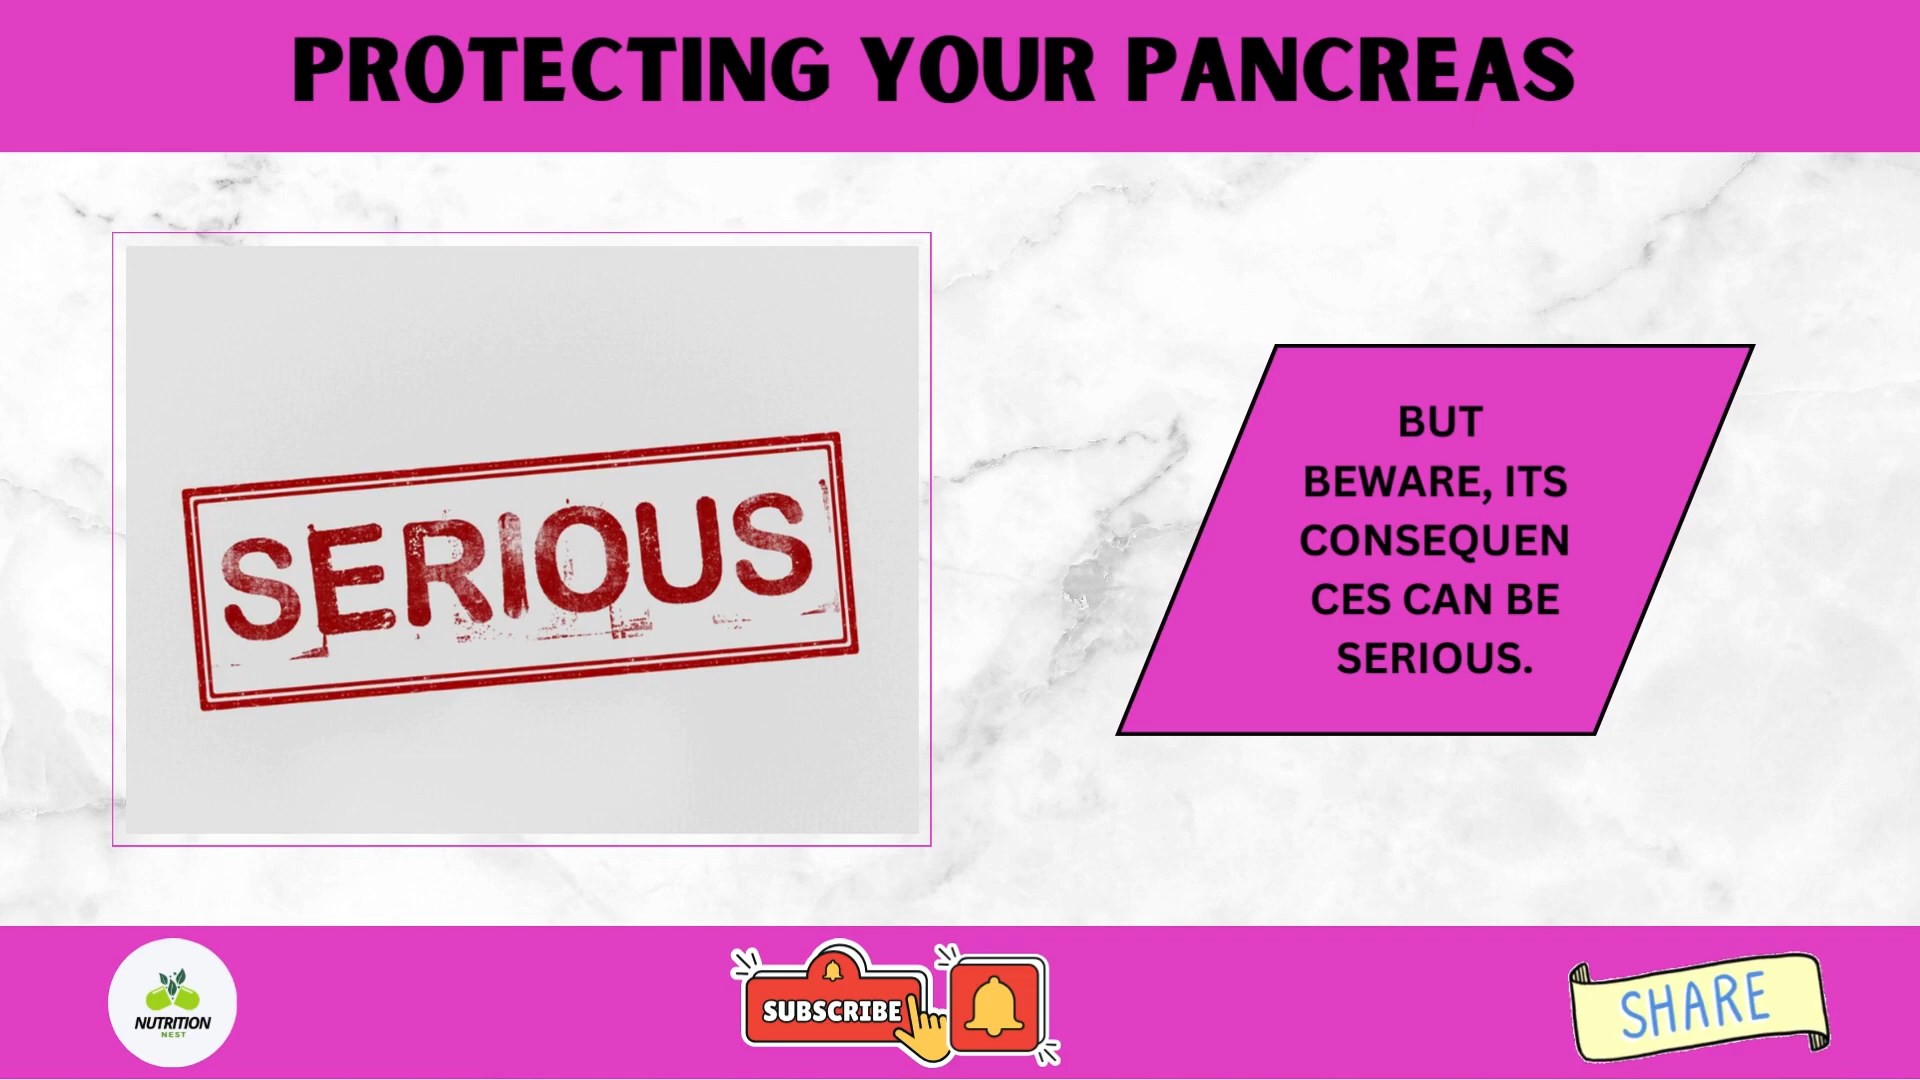 PROTECTING YOUR PANCREAS
SERIOUS
BUT
BEWARE, ITS
CONSEQUEN
CES CAN BE
SERIOUS.
NUTRITION
NEST
SUBSCRIBE
SHARE